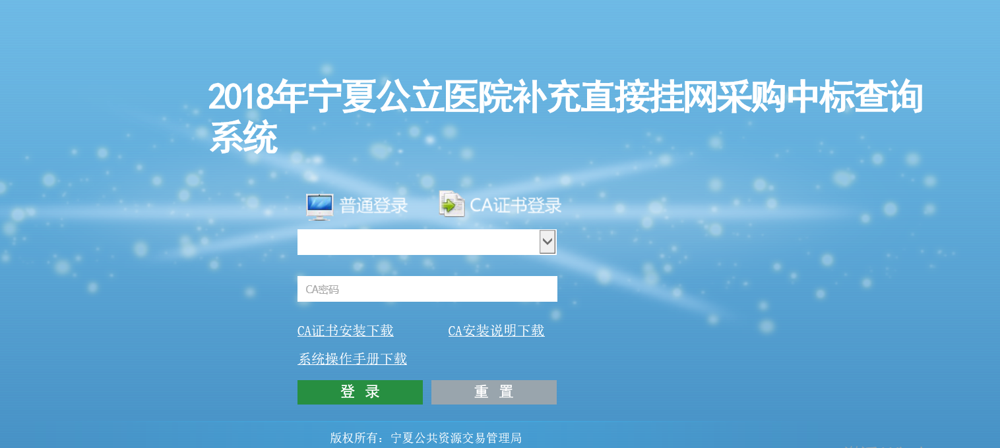 2018年宁夏公立医院补充直接挂网采购中标查询
系统
普通登录 CA证书登录
CA密码
CA证书安装下载 CA安装说明下载
系统操作手册下载
登 录 重 置
版权所有：宁夏公共资源交易管理局